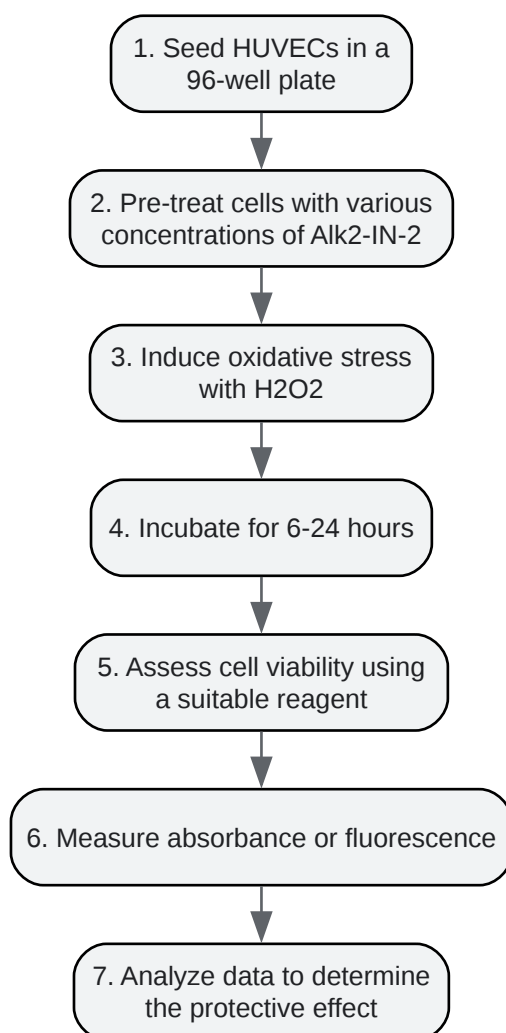 1. Seed HUVECs in a
96-well plate
2. Pre-treat cells with various
concentrations of Alk2-IN-2
3. Induce oxidative stress
with H2O2
4. Incubate for 6-24 hours
5. Assess cell viability using
a suitable reagent
6. Measure absorbance or fluorescence
7. Analyze data to determine
the protective effect